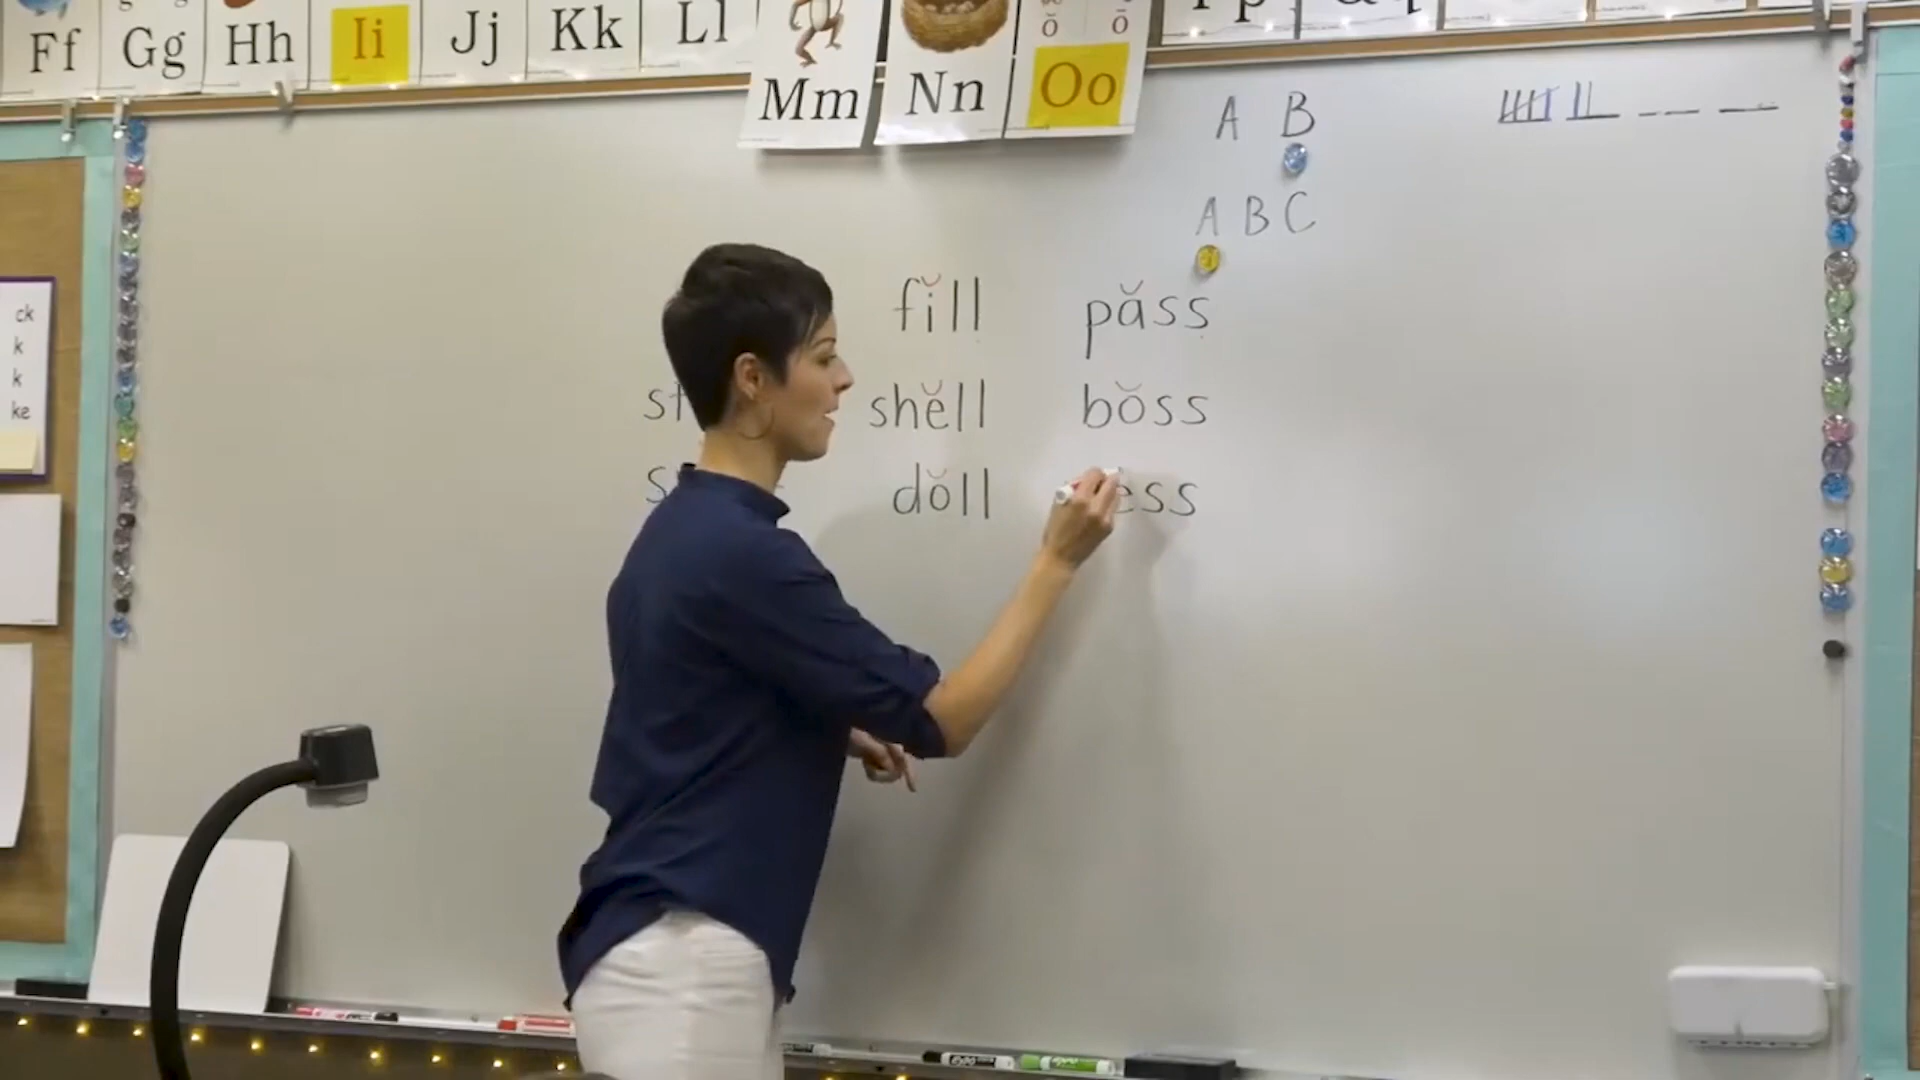 Ff Gg Hh Ii Jj Kk Ll Mm Nn Oo
ŏ ō
A B
A B C
fĭll păss
shĕll bŏss
dŏll
ck
k
k
ke